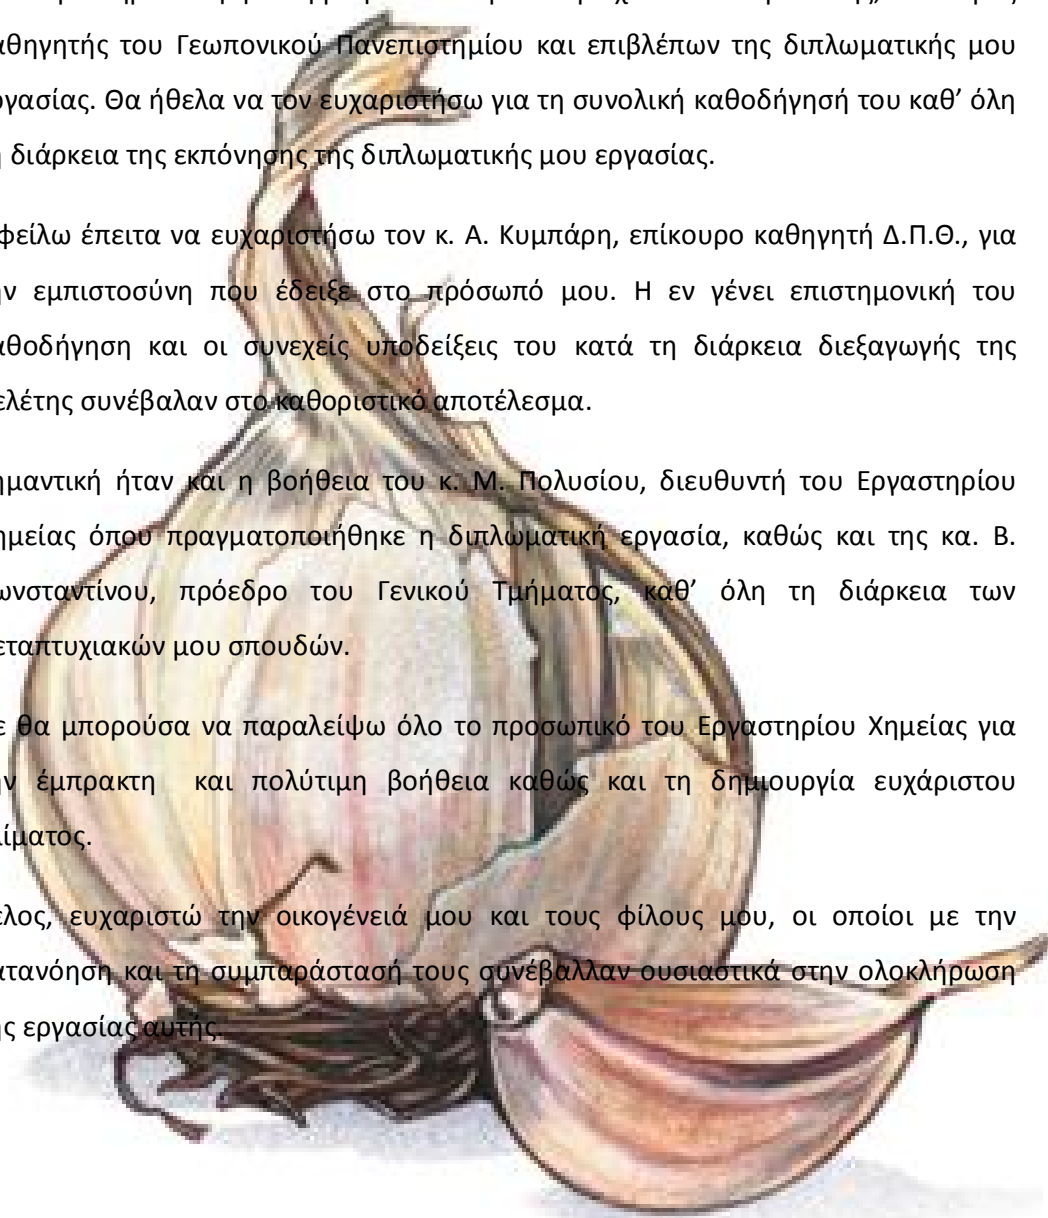 αθηγητής του Γεωπονικού Πανεπιστημίου και επιβλέπων της διπλωματικής μου
ργασίας. Θα ήθελα να τον ευχαριστήσω για τη συνολική καθοδήγησή του καθ’ όλη
η διάρκεια της εκπόνησης της διπλωματικής μου εργασίας.
φείλω έπειτα να ευχαριστήσω τον κ. Α. Κυμπάρη, επίκουρο καθηγητή Δ.Π.Θ., για
ην εμπιστοσύνη που έδειξε στο πρόσωπό μου. Η εν γένει επιστημονική του
αθοδήγηση και οι συνεχείς υποδείξεις του κατά τη διάρκεια διεξαγωγής της
ελέτης συνέβαλαν στο καθοριστικό αποτέλεσμα.
ημαντική ήταν και η βοήθεια του κ. Μ. Πολυσίου, διευθυντή του Εργαστηρίου
ημείας όπου πραγματοποιήθηκε η διπλωματική εργασία, καθώς και της κα. Β.
ωνσταντίνου, πρόεδρο του Γενικού Τμήματος, καθ’ όλη τη διάρκεια των
εταπτυχιακών μου σπουδών.
ε θα μπορούσα να παραλείψω όλο το προσωπικό του Εργαστηρίου Χημείας για
ην έμπρακτη και πολύτιμη βοήθεια καθώς και τη δημιουργία ευχάριστου
λίματος.
έλος, ευχαριστώ την οικογένειά μου και τους φίλους μου, οι οποίοι με την
ατανόηση και τη συμπαράστασή τους συνέβαλλαν ουσιαστικά στην ολοκλήρωση
ης εργασίας αυτής.